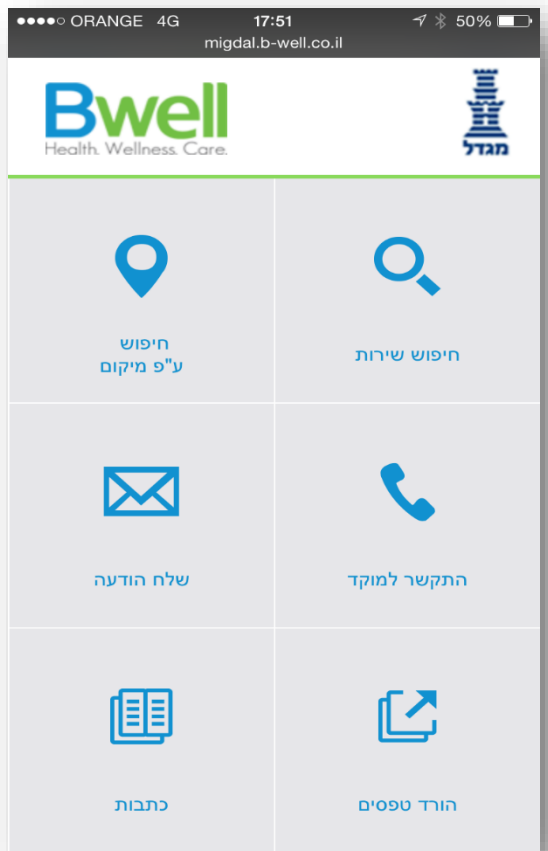 ORANGE 4G 17:51 50%
migdal.b-well.co.il
Bwell
Health. Wellness. Care.
מגדל
חיפוש שירות
חיפוש
ע"פ מיקום
התקשר למוקד
שלח הודעה
הורד טפסים
כתבות